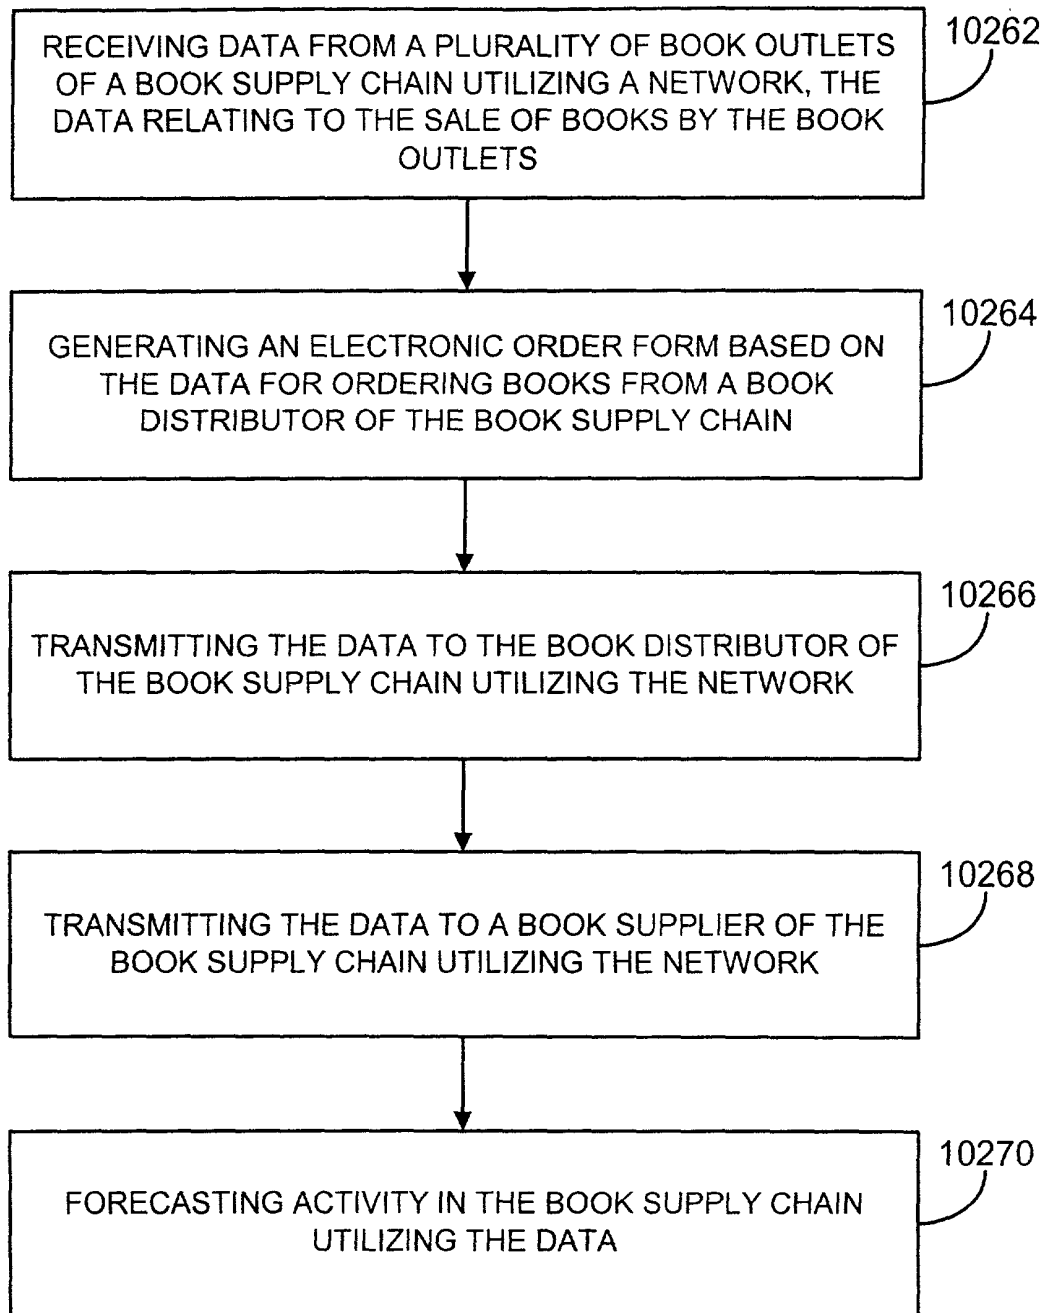 RECEIVING DATA FROM A PLURALITY OF BOOK OUTLETS
OF A BOOK SUPPLY CHAIN UTILIZING A NETWORK, THE
DATA RELATING TO THE SALE OF BOOKS BY THE BOOK
OUTLETS
10262
GENERATING AN ELECTRONIC ORDER FORM BASED ON
THE DATA FOR ORDERING BOOKS FROM A BOOK
DISTRIBUTOR OF THE BOOK SUPPLY CHAIN
10264
TRANSMITTING THE DATA TO THE BOOK DISTRIBUTOR OF
THE BOOK SUPPLY CHAIN UTILIZING THE NETWORK
10266
TRANSMITTING THE DATA TO A BOOK SUPPLIER OF THE
BOOK SUPPLY CHAIN UTILIZING THE NETWORK
10268
FORECASTING ACTIVITY IN THE BOOK SUPPLY CHAIN
UTILIZING THE DATA
10270